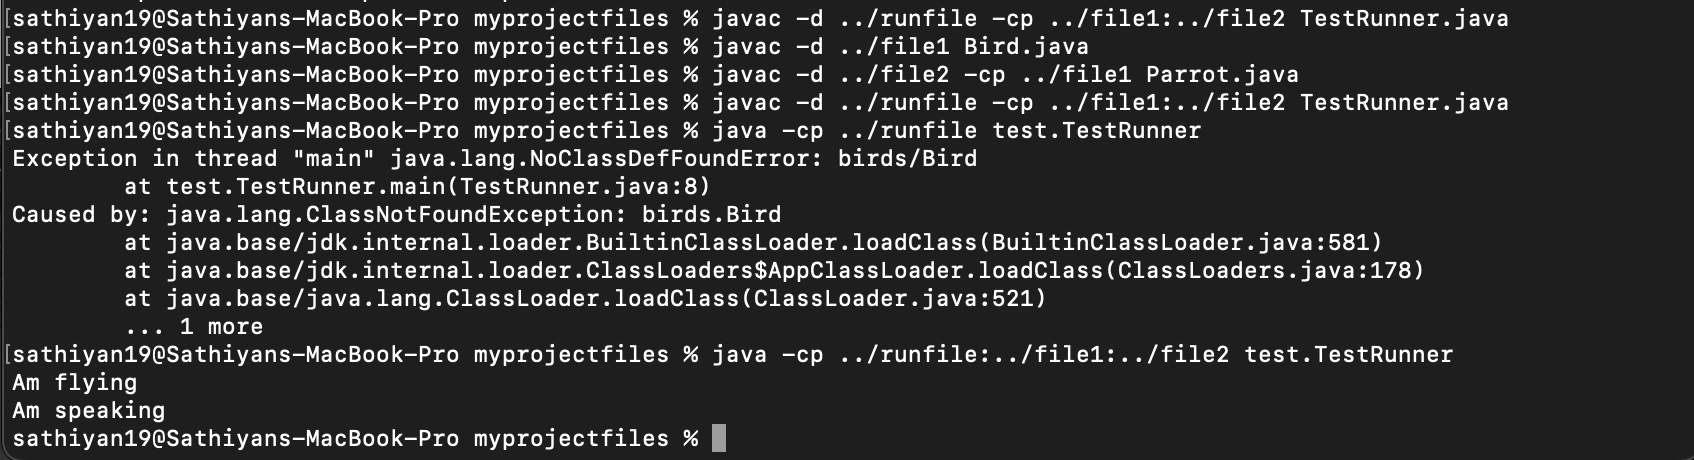 [sathiyan19@Sathiyans-MacBook-Pro myprojectfiles % javac -d ../runfile -cp ../file1:../file2 TestRunner.java
[sathiyan19@Sathiyans-MacBook-Pro myprojectfiles % javac -d ../file1 Bird.java
[sathiyan19@Sathiyans-MacBook-Pro myprojectfiles % javac -d ../file2 -cp ../file1 Parrot.java
[sathiyan19@Sathiyans-MacBook-Pro myprojectfiles % javac -d ../runfile -cp ../file1:../file2 TestRunner.java
[sathiyan19@Sathiyans-MacBook-Pro myprojectfiles % java -cp ../runfile test.TestRunner
Exception in thread "main" java.lang.NoClassDefFoundError: birds/Bird
        at test.TestRunner.main(TestRunner.java:8)
Caused by: java.lang.ClassNotFoundException: birds.Bird
        at java.base/jdk.internal.loader.BuiltinClassLoader.loadClass(BuiltinClassLoader.java:581)
        at java.base/jdk.internal.loader.ClassLoaders$AppClassLoader.loadClass(ClassLoaders.java:178)
        at java.base/java.lang.ClassLoader.loadClass(ClassLoader.java:521)
        ... 1 more
[sathiyan19@Sathiyans-MacBook-Pro myprojectfiles % java -cp ../runfile:../file1:../file2 test.TestRunner
Am flying
Am speaking
sathiyan19@Sathiyans-MacBook-Pro myprojectfiles %